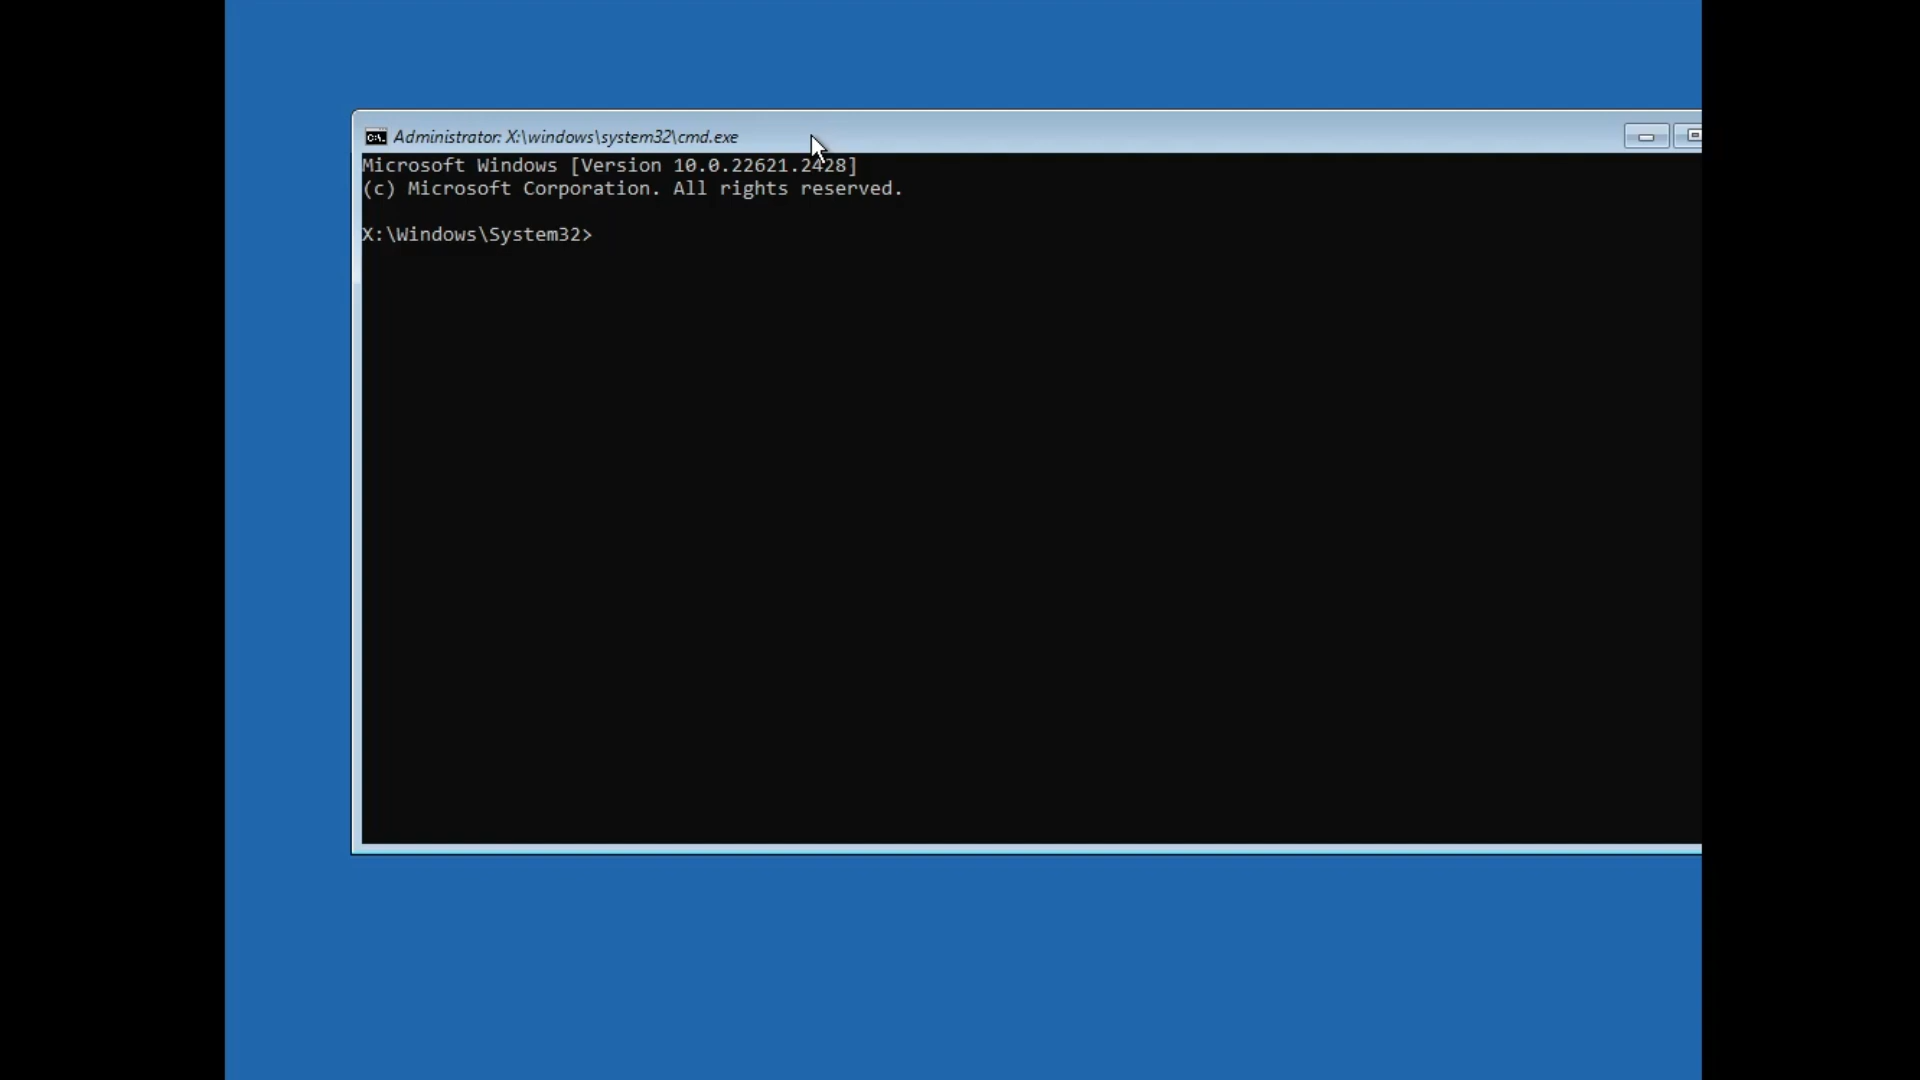 Administrator: X:\windows\system32\cmd.exe
Microsoft Windows [Version 10.0.22621.2428]
(c) Microsoft Corporation. All rights reserved.
X:\Windows\System32>